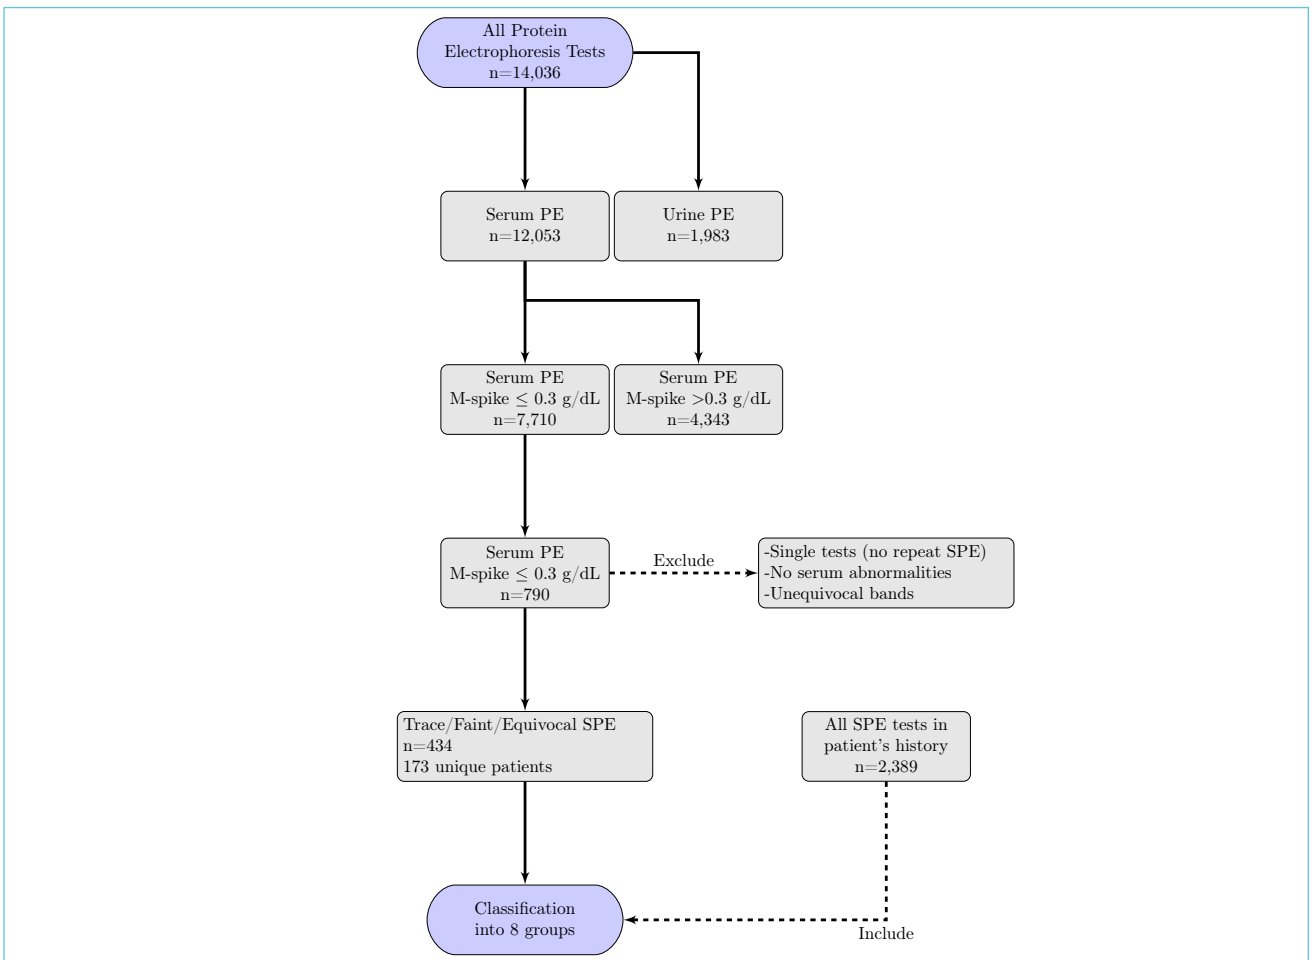 All Protein
Electrophoresis Tests
n=14,036
Serum PE
n=12,053
Urine PE
n=1,983
Serum PE
M-spike ≤ 0.3 g/dL
n=7,710
Serum PE
M-spike >0.3 g/dL
n=4,343
Serum PE
M-spike ≤ 0.3 g/dL
n=790
Exclude
-Single tests (no repeat SPE)
-No serum abnormalities
-Unequivocal bands
Trace/Faint/Equivocal SPE
n=434
173 unique patients
All SPE tests in
patient's history
n=2,389
Classification
into 8 groups
Include